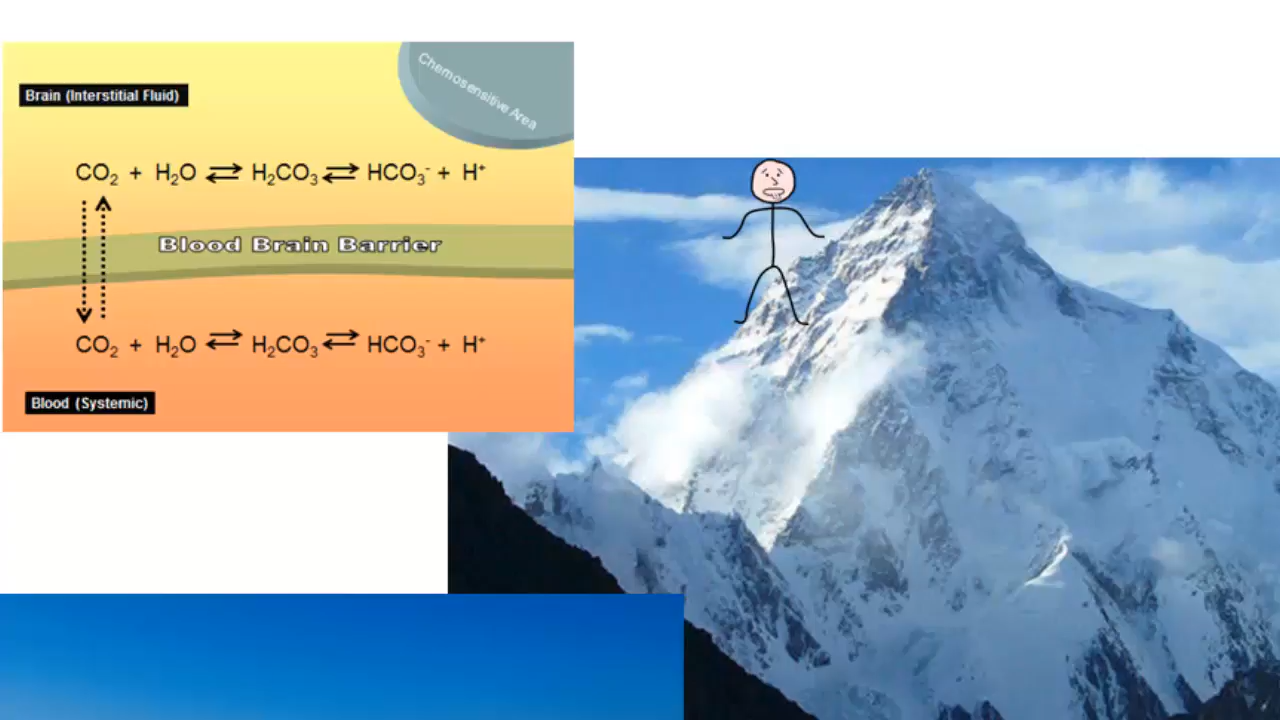 Chemosensitive Area
Brain (Interstitial Fluid)
CO₂ + H₂O ⇌ H₂CO₃ ⇌ HCO₃⁻ + H⁺
Blood Brain Barrier
CO₂ + H₂O ⇌ H₂CO₃ ⇌ HCO₃⁻ + H⁺
Blood (Systemic)